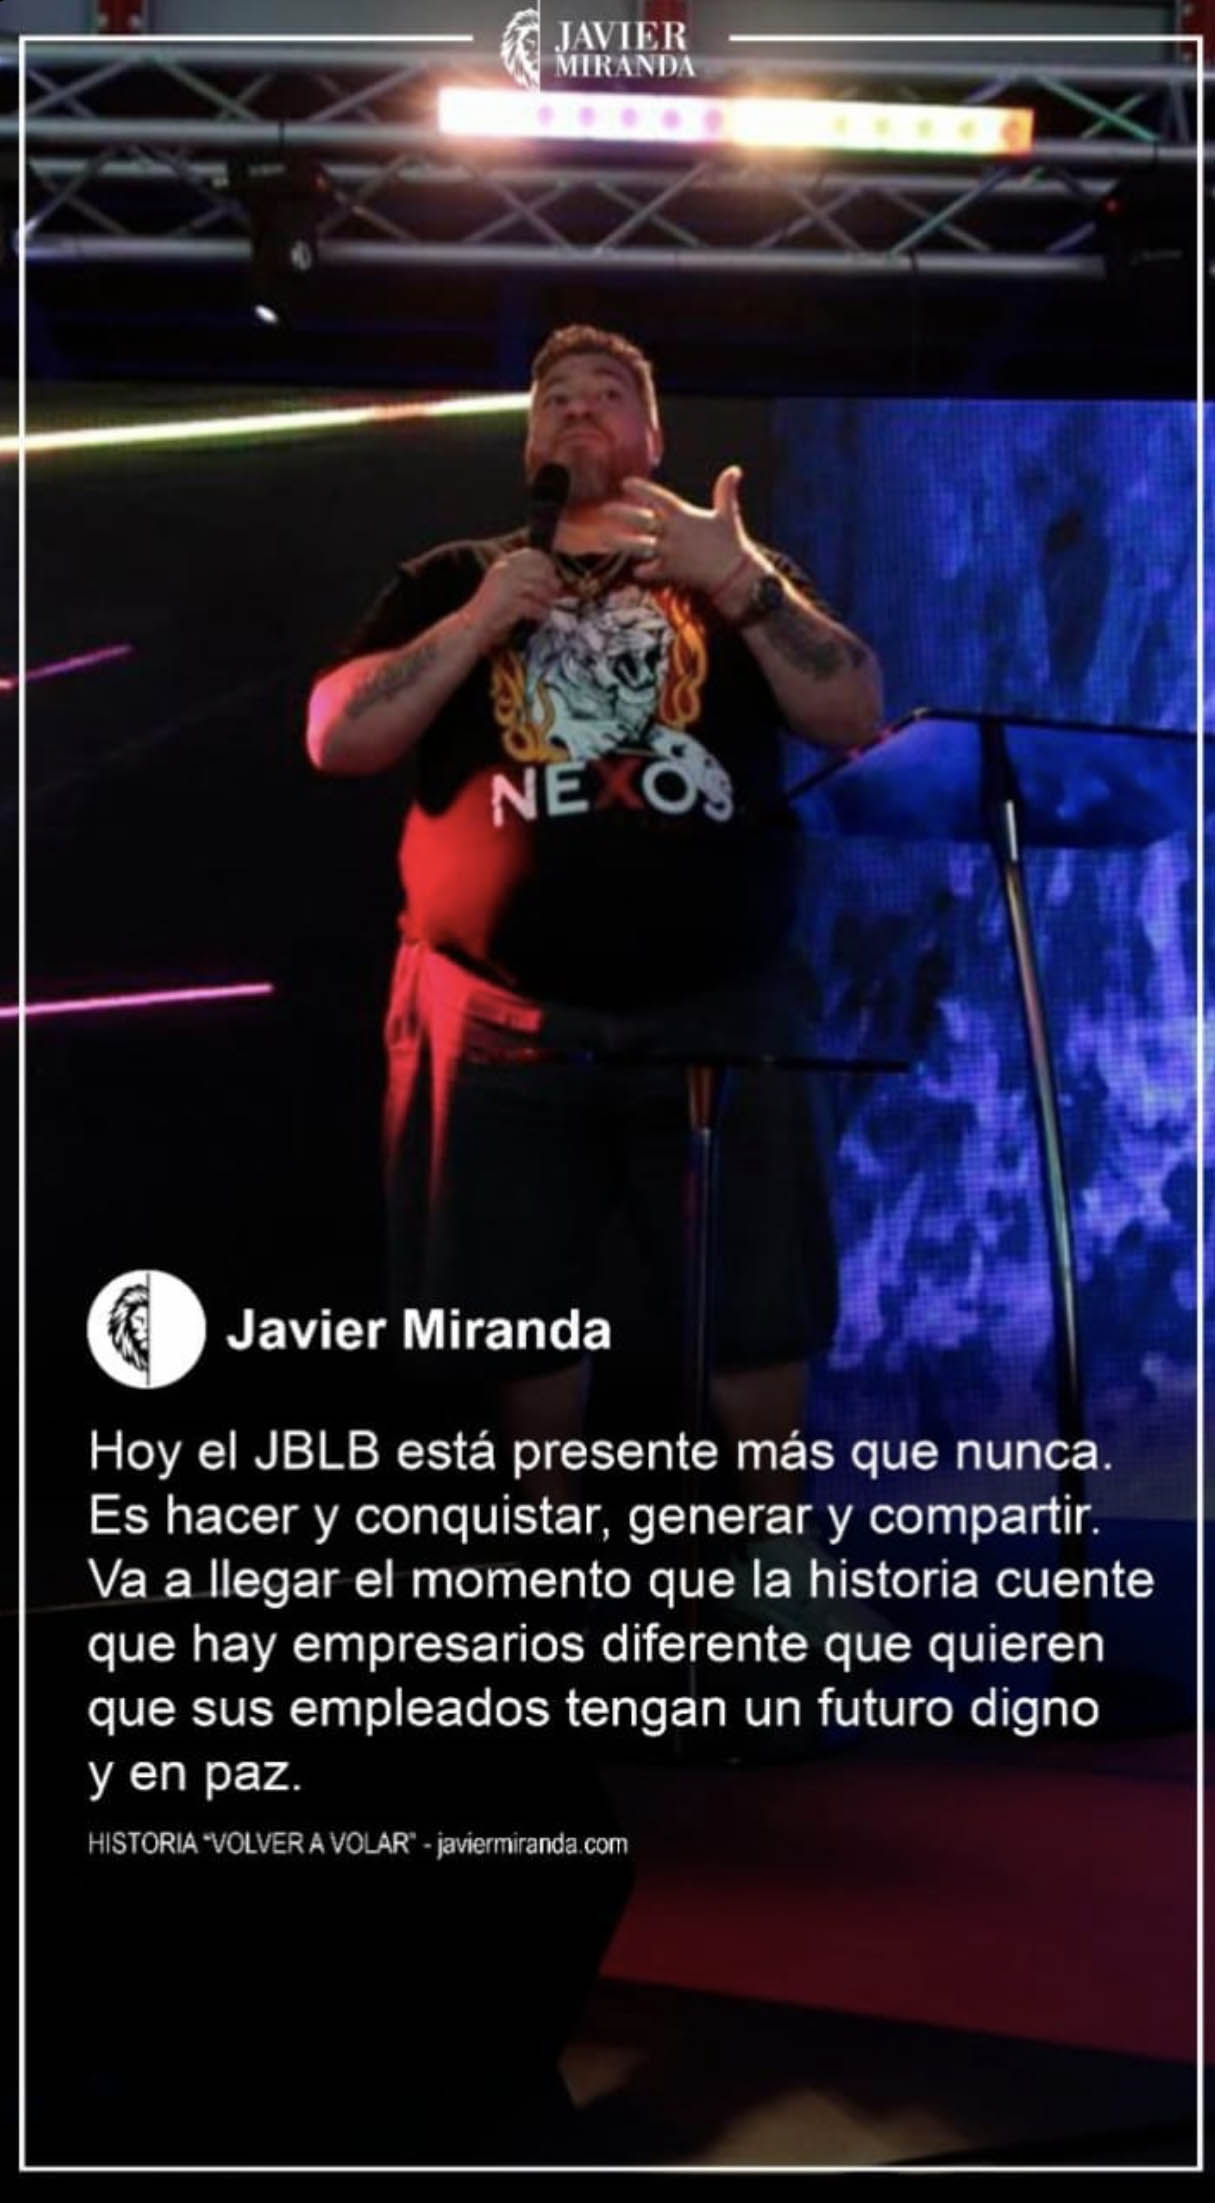 JAVIER
MIRANDA
NEXOS
Javier Miranda
Hoy el JBLB está presente más que nunca.
Es hacer y conquistar, generar y compartir.
Va a llegar el momento que la historia cuente
que hay empresarios diferente que quieren
que sus empleados tengan un futuro digno
y en paz.
HISTORIA "VOLVER A VOLAR" - javiermiranda.com